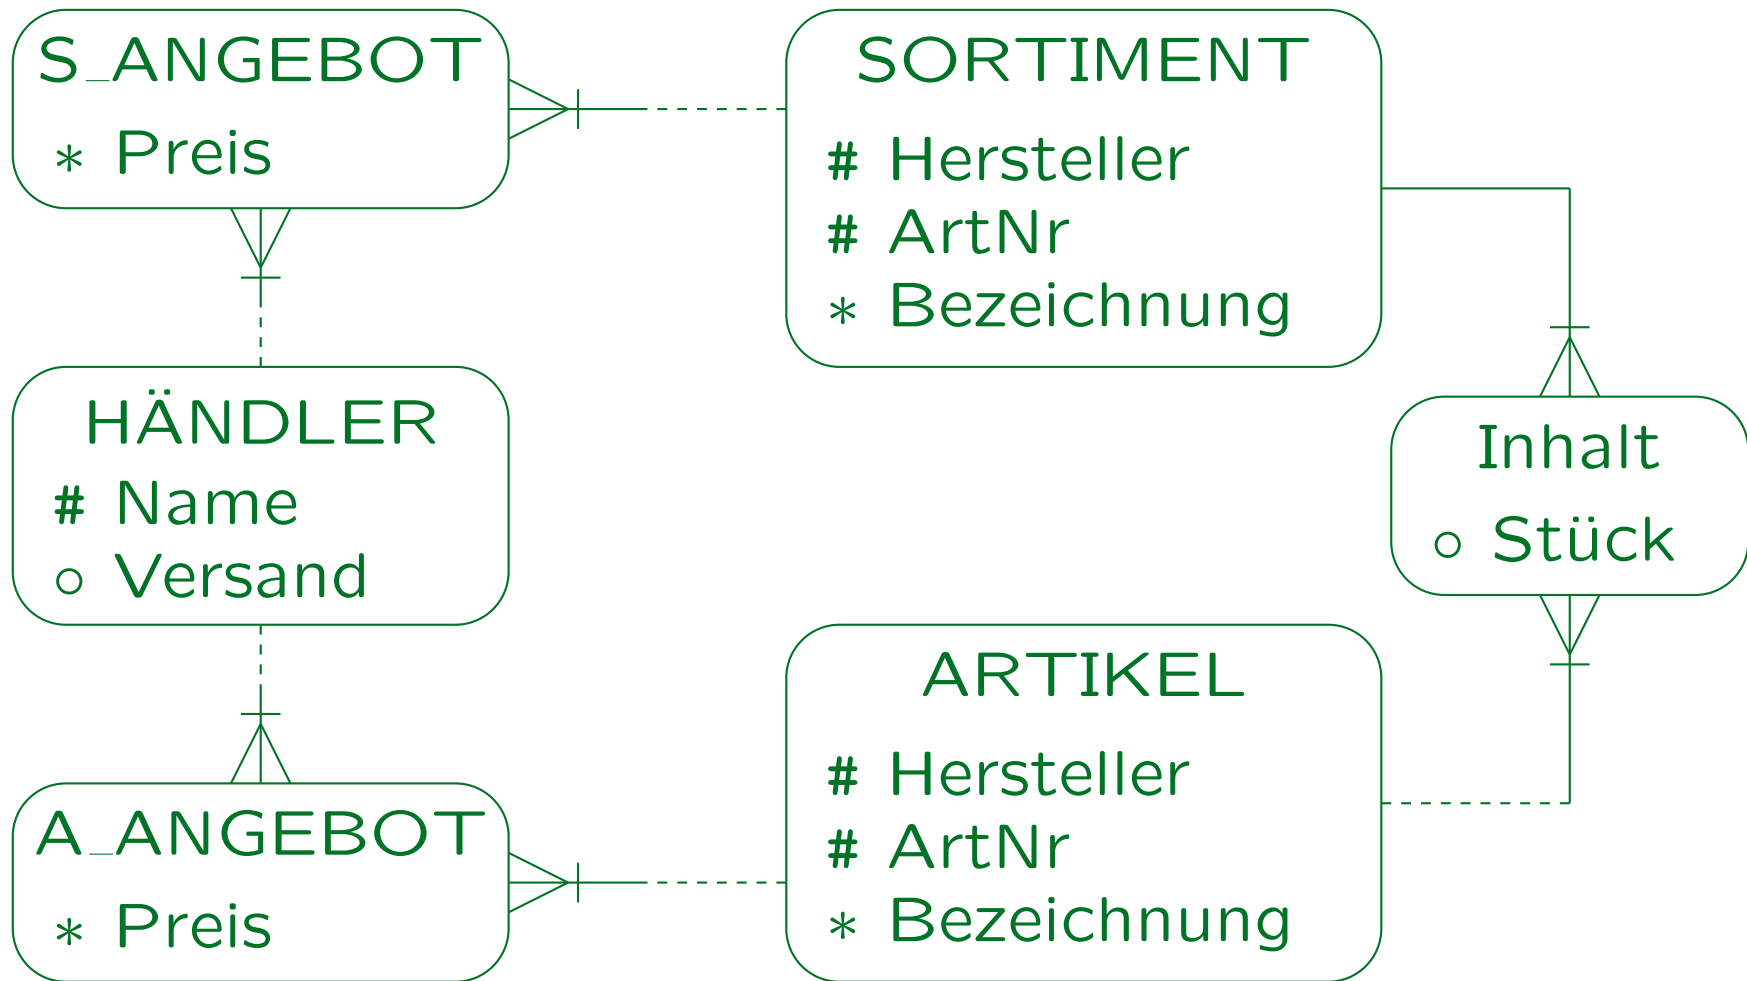 S_ANGEBOT
* Preis
SORTIMENT
# Hersteller
# ArtNr
* Bezeichnung
HÄNDLER
# Name
○ Versand
Inhalt
○ Stück
ARTIKEL
# Hersteller
# ArtNr
* Bezeichnung
A_ANGEBOT
* Preis